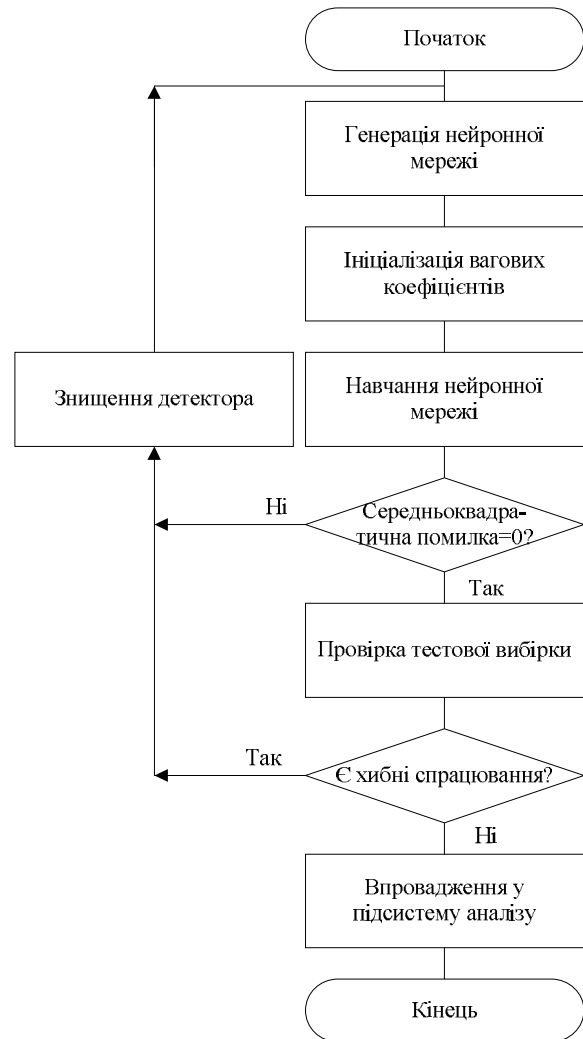 Початок
Генерація нейронної
мережі
Ініціалізація вагових
коефіцієнтів
Знищення детектора
Навчання нейронної
мережі
Ні
Середньоквадра-
тична помилка=0?
Так
Провірка тестової вибірки
Так
Є хибні спрацювання?
Ні
Впровадження у
підсистему аналізу
Кінець